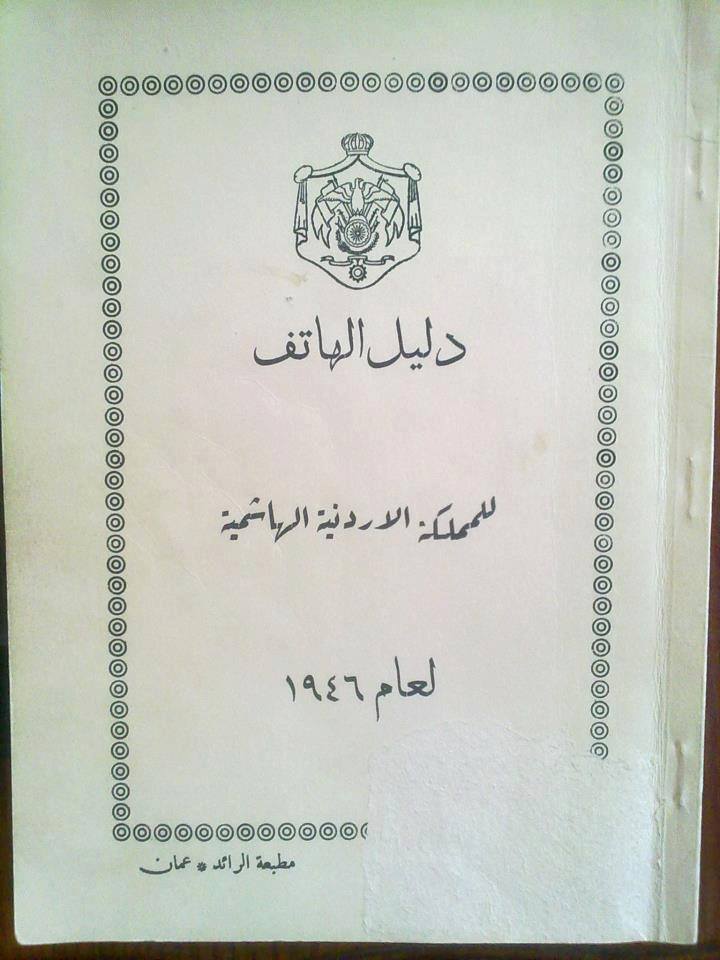 دليل الهاتف
للمملكة الاردنية الهاشمية
لعام ١٩٤٦
مطبعة الرائد * عمان